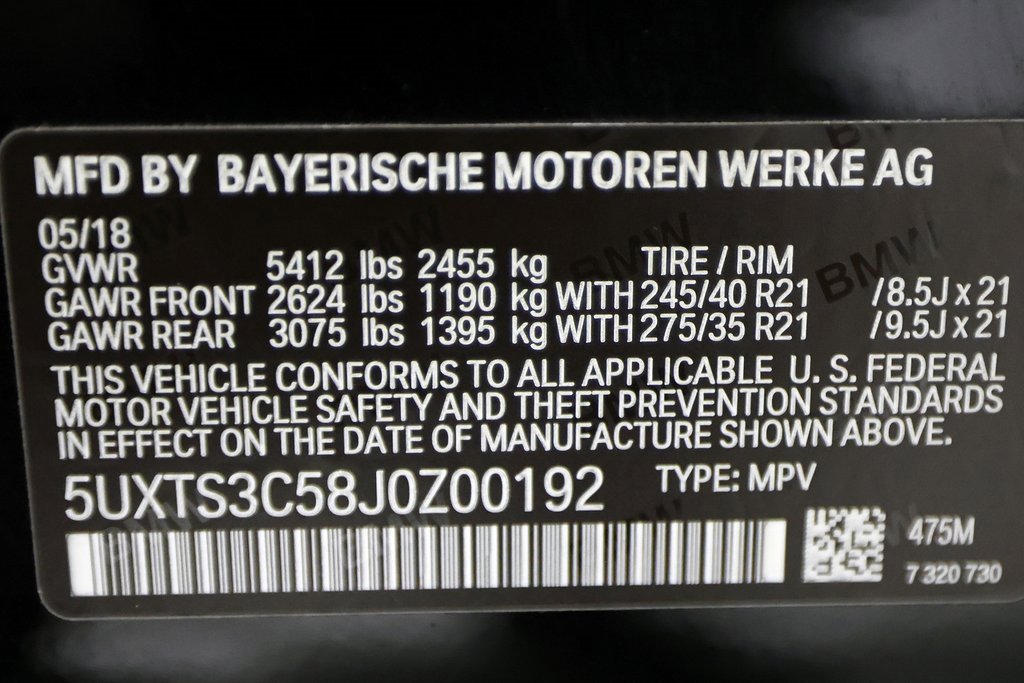 MFD BY BAYERISCHE MOTOREN WERKE AG
05/18
GVWR 5412 lbs 2455 kg TIRE / RIM
GAWR FRONT 2624 lbs 1190 kg WITH 245/40 R21 /8.5J x 21
GAWR REAR 3075 lbs 1395 kg WITH 275/35 R21 /9.5J x 21
THIS VEHICLE CONFORMS TO ALL APPLICABLE U. S. FEDERAL
MOTOR VEHICLE SAFETY AND THEFT PREVENTION STANDARDS
IN EFFECT ON THE DATE OF MANUFACTURE SHOWN ABOVE.
5UXTS3C58J0Z00192 TYPE: MPV
475M
7 320 730